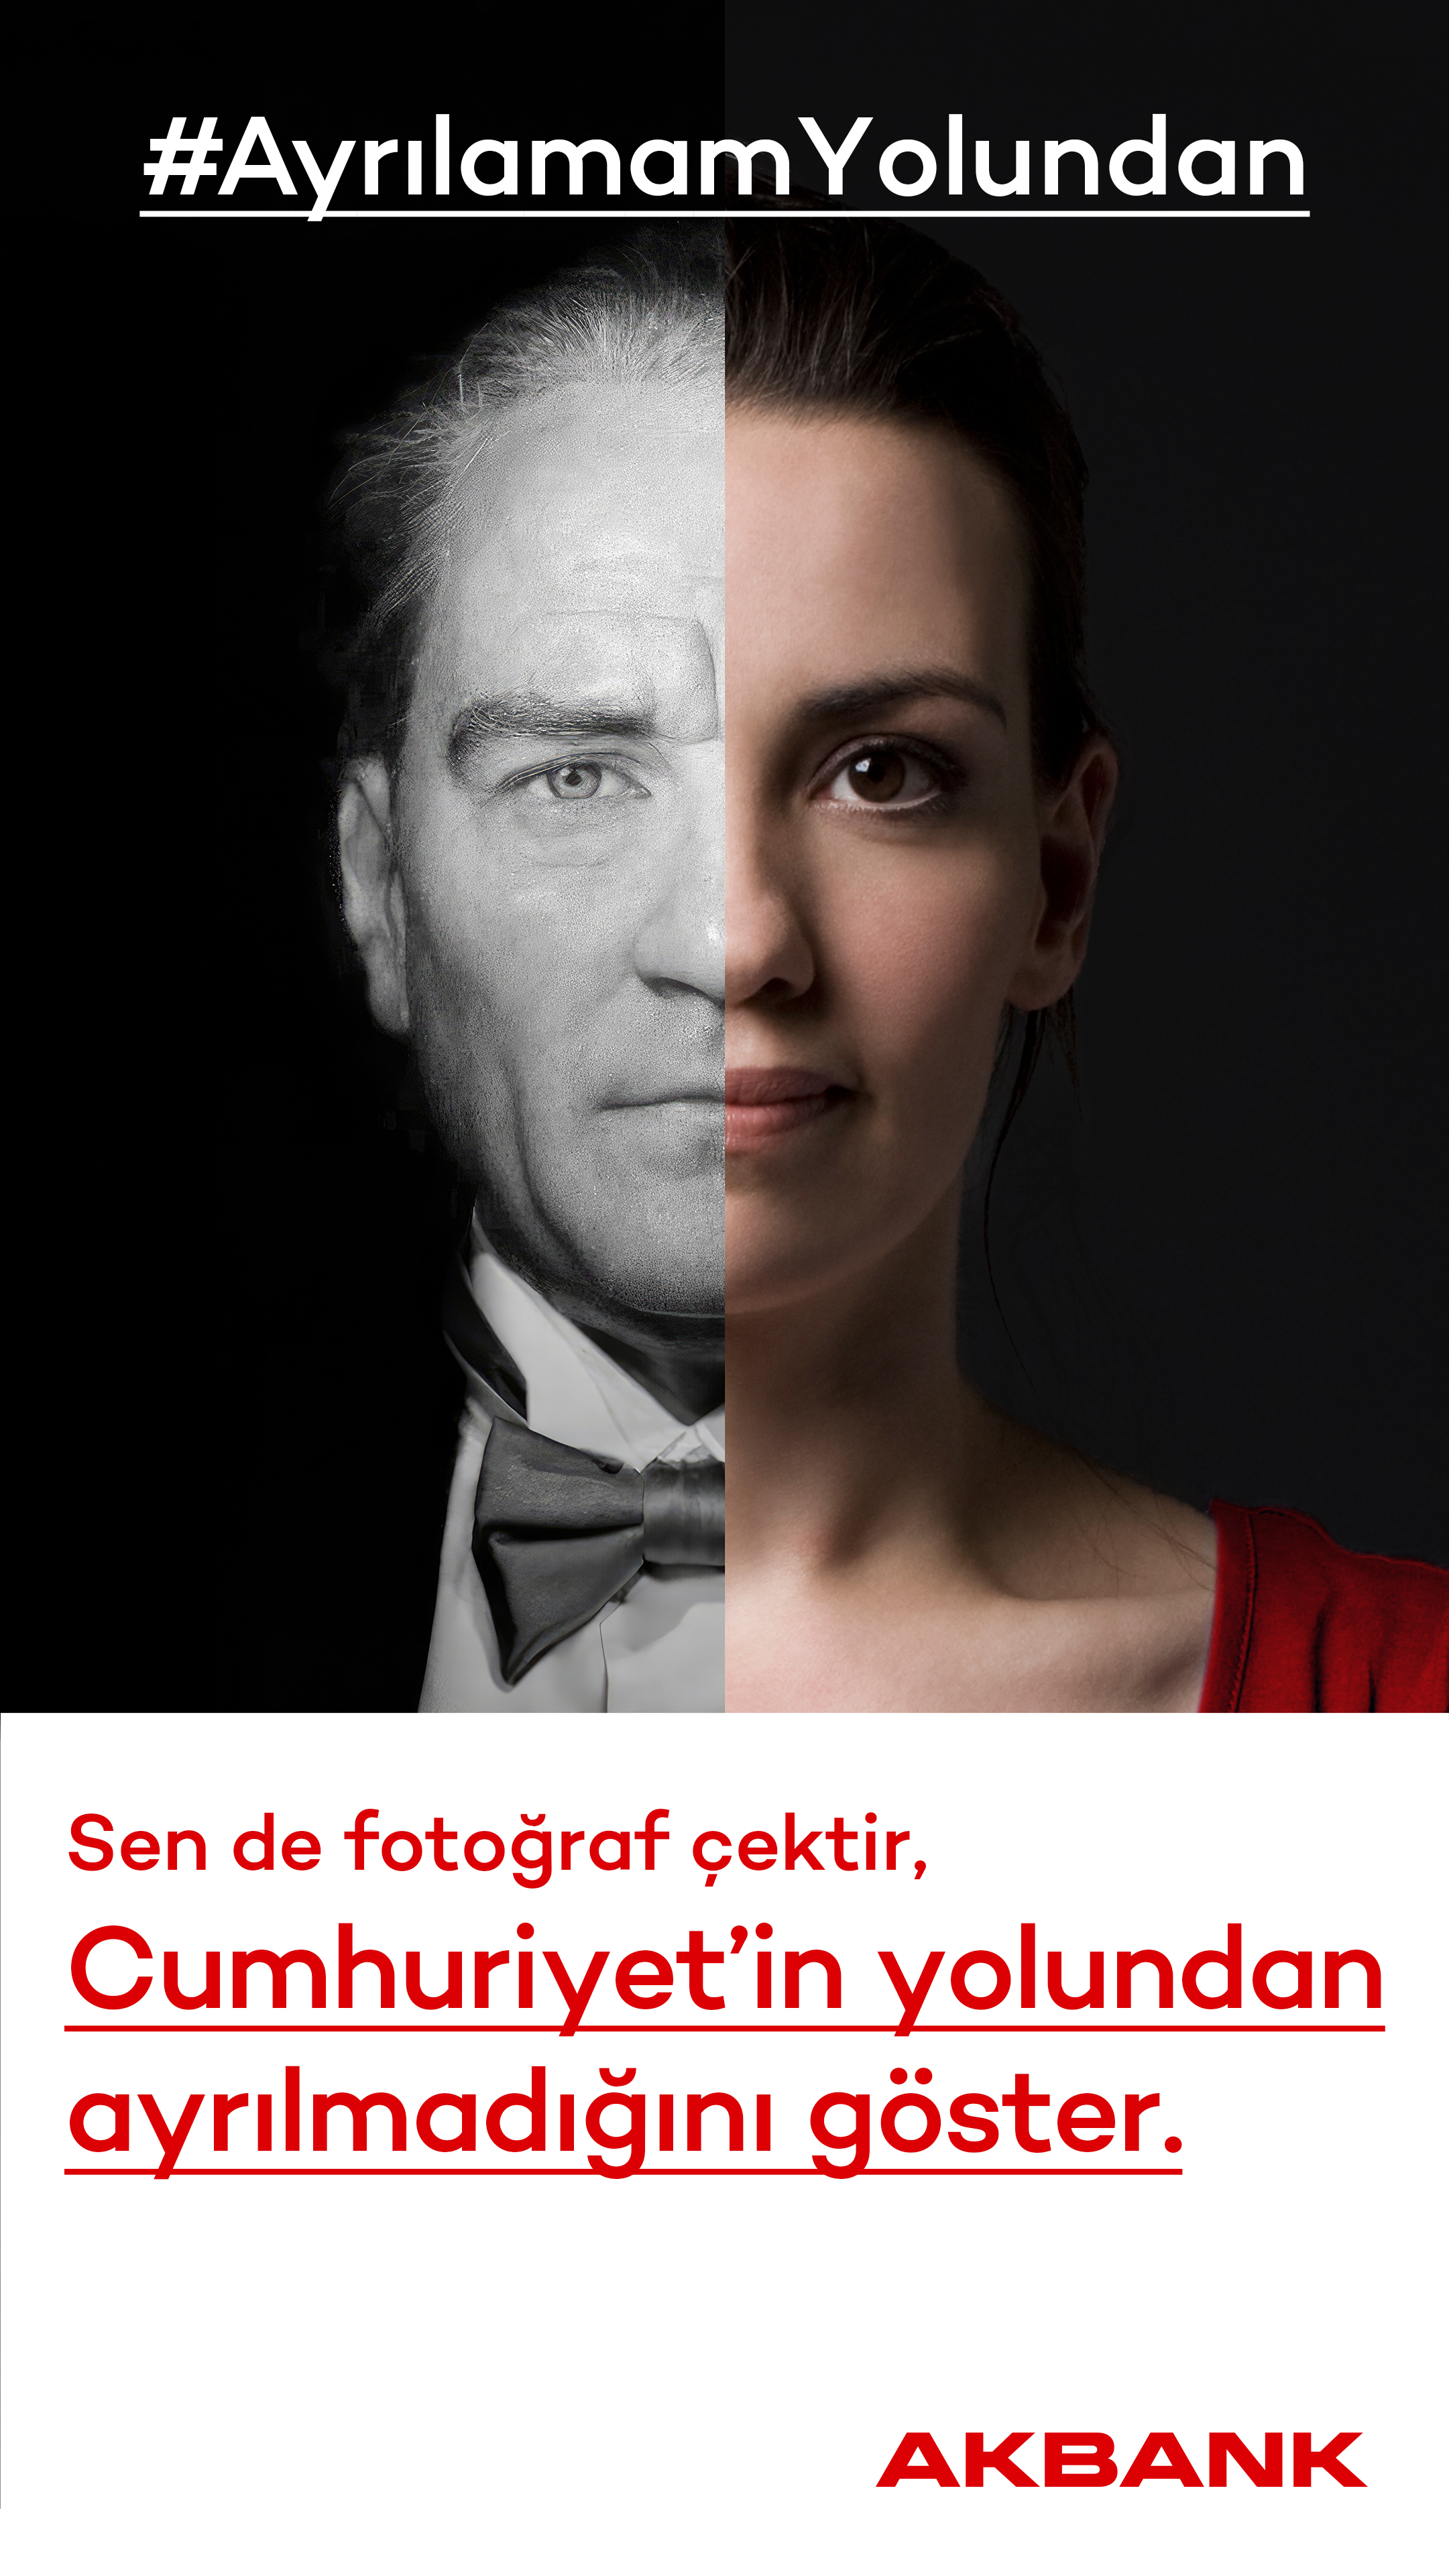 #AyrılamamYolundan
Sen de fotoğraf çektir,
Cumhuriyet’in yolundan
ayrılmadığını göster.
AKBANK